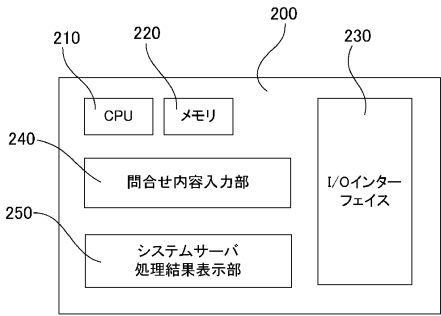 200
210
220
230
CPU
メモリ
240
問合せ内容入力部
I/Oインター
フェイス
250
システムサーバ
処理結果表示部